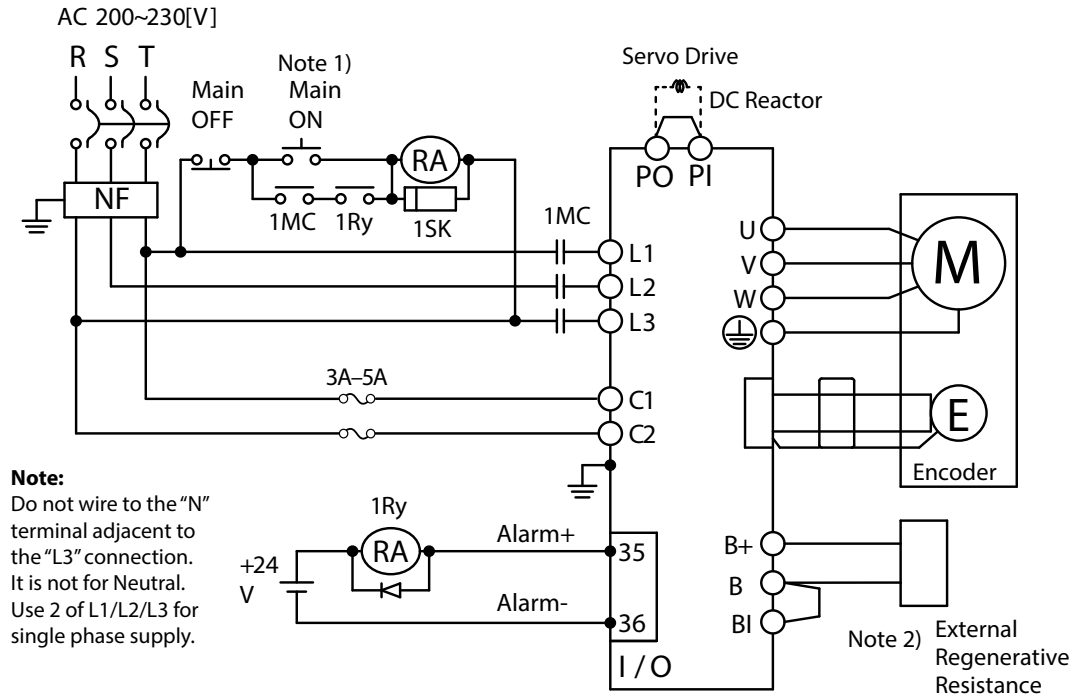 AC 200~230[V]
R S T
Main
OFF
Note 1)
Main
ON
RA
1MC 1Ry
1SK
NF
1MC
Servo Drive
DC Reactor
PO PI
L1
L2
L3
U
V
W
M
3A–5A
C1
C2
E
Encoder
Note:
Do not wire to the “N”
terminal adjacent to
the “L3” connection.
It is not for Neutral.
Use 2 of L1/L2/L3 for
single phase supply.
+24
V
1Ry
RA
Alarm+
35
Alarm-
36
I / O
B+
B
BI
Note 2)
External
Regenerative
Resistance